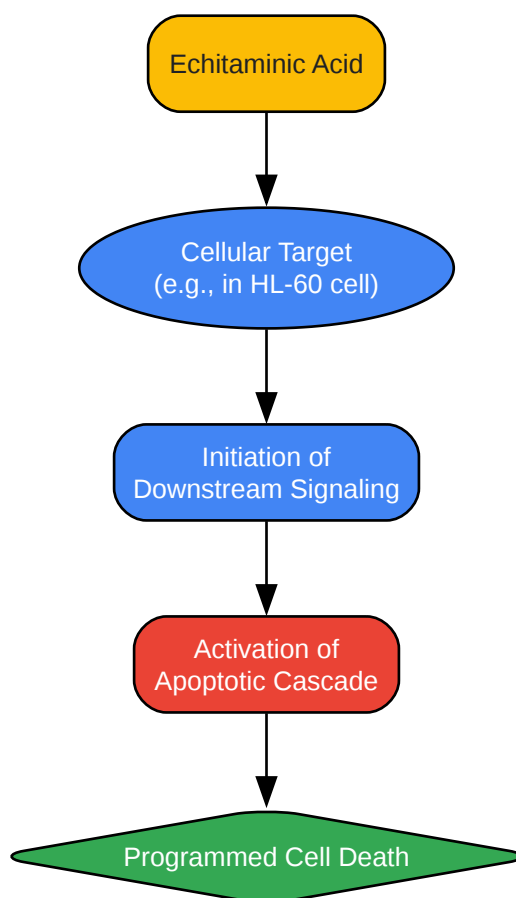 Echitaminic Acid
Cellular Target
(e.g., in HL-60 cell)
Initiation of
Downstream Signaling
Activation of
Apoptotic Cascade
Programmed Cell Death